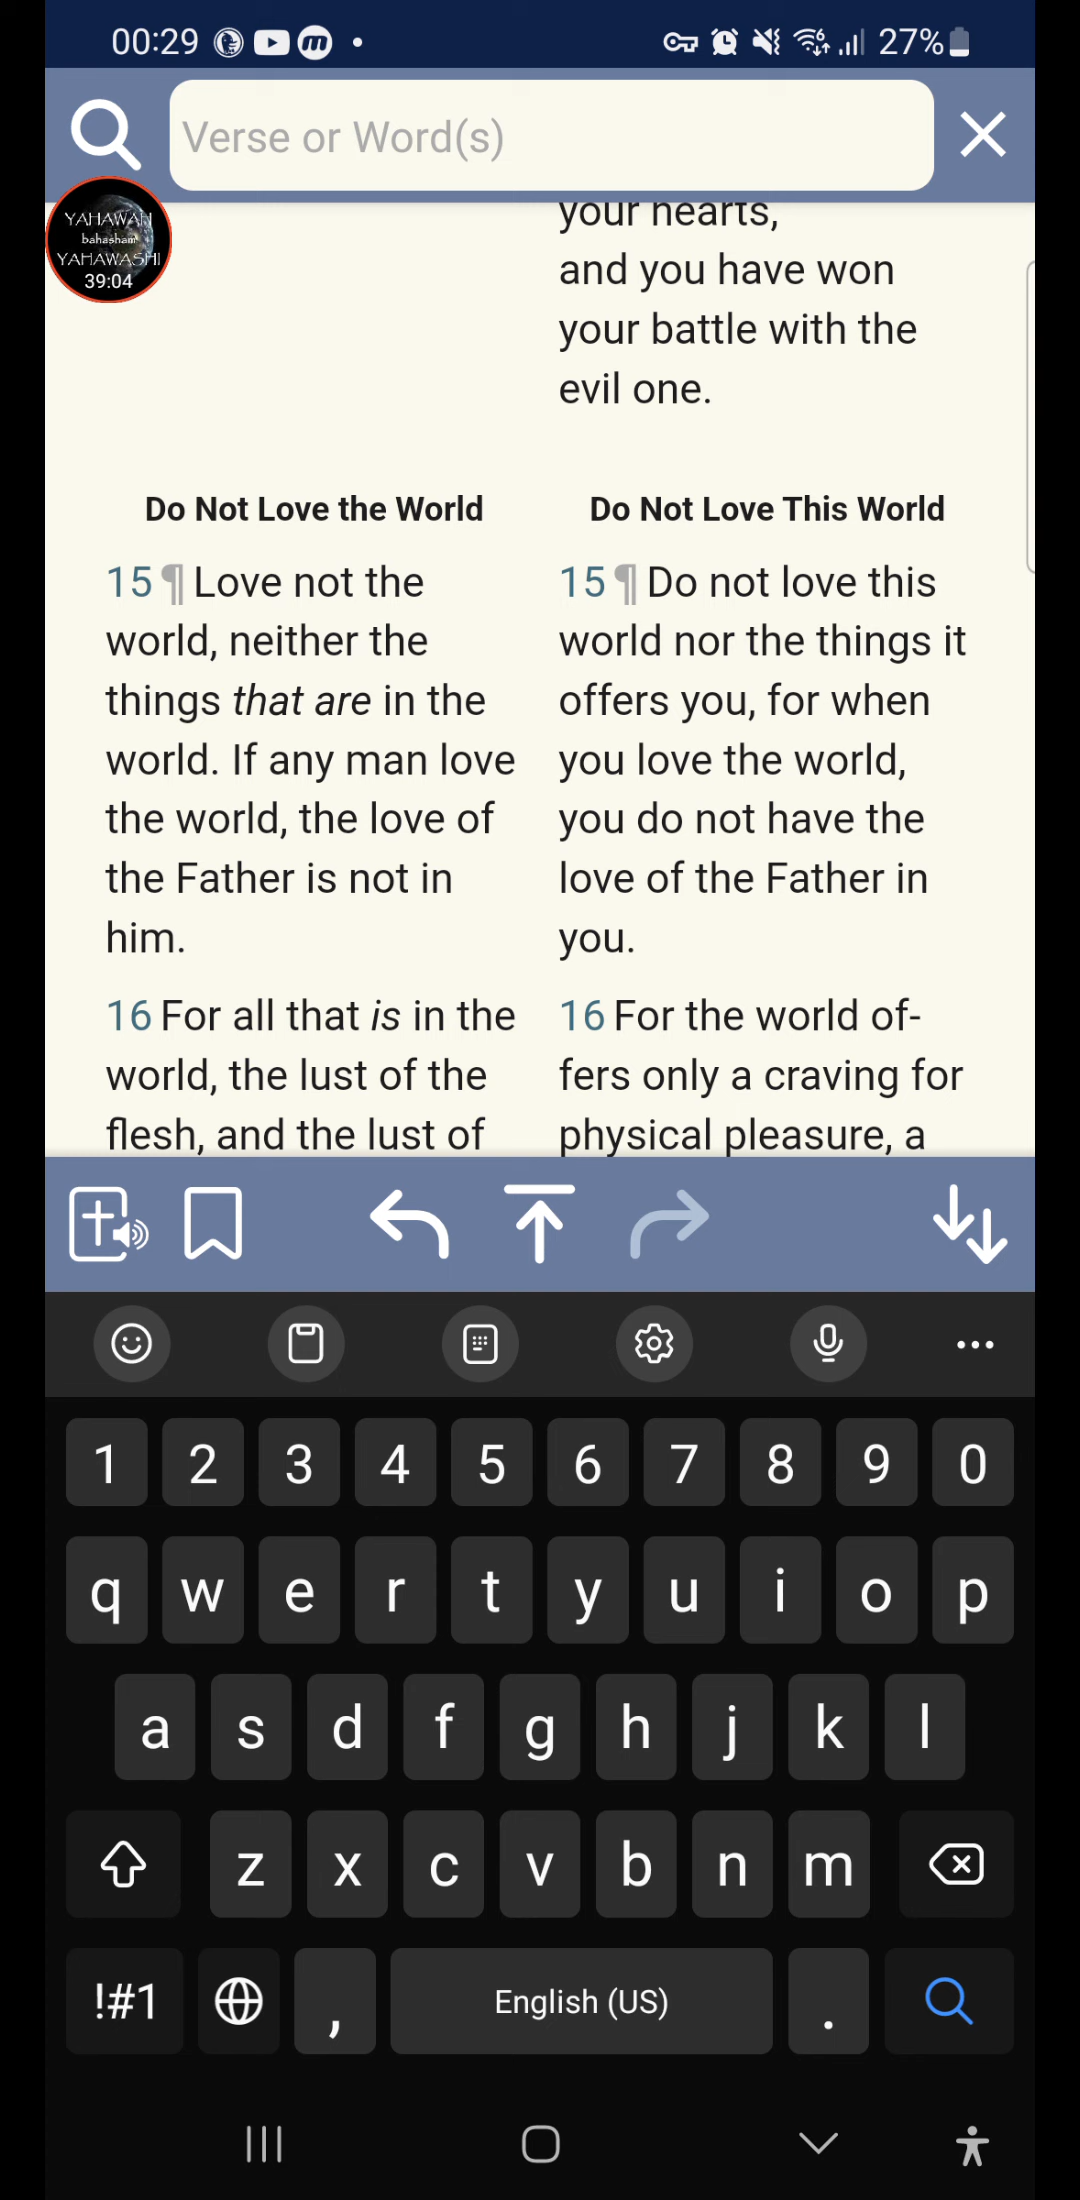 00:29
27%
Verse or Word(s)
YAHAWAH
bahasham
YAHAWASHI
39:04
your hearts,
and you have won
your battle with the
evil one.
Do Not Love the World
15 ¶ Love not the
world, neither the
things that are in the
world. If any man love
the world, the love of
the Father is not in
him.
16 For all that is in the
world, the lust of the
flesh, and the lust of
Do Not Love This World
15 ¶ Do not love this
world nor the things it
offers you, for when
you love the world,
you do not have the
love of the Father in
you.
16 For the world of-
fers only a craving for
physical pleasure, a
1 2 3 4 5 6 7 8 9 0
q w e r t y u i o p
a s d f g h j k l
z x c v b n m
!#1 , English (US) .